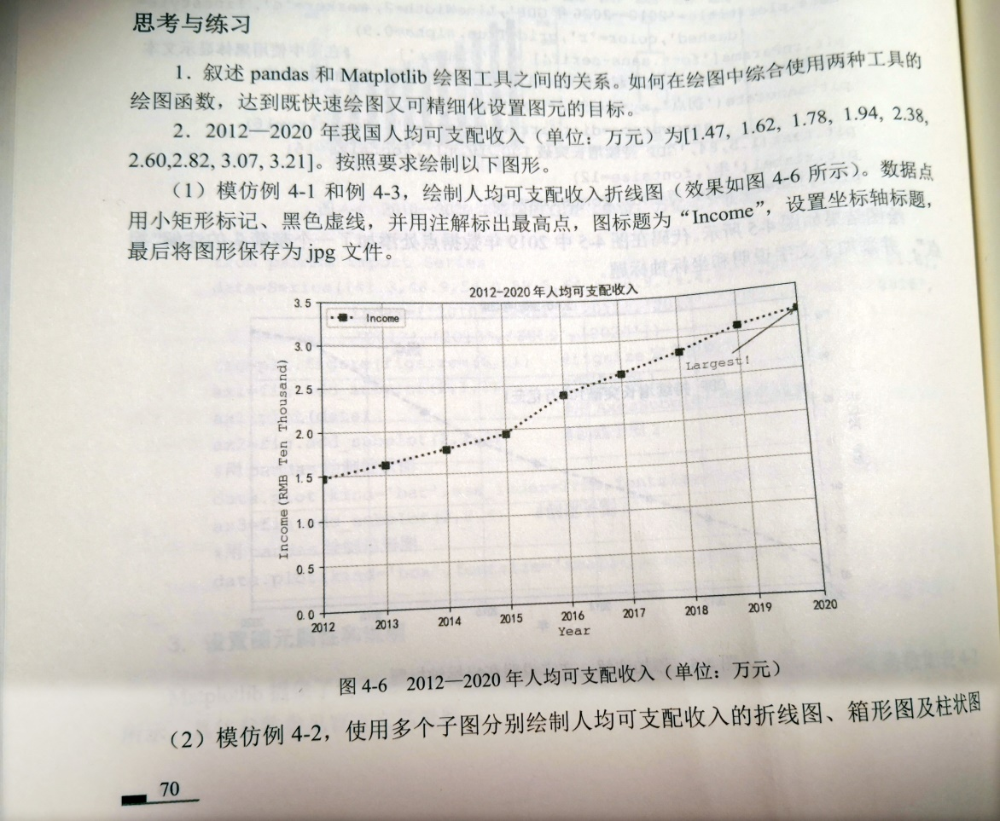 思考与练习
1．叙述 pandas 和 Matplotlib 绘图工具之间的关系。如何在绘图中综合使用两种工具的
绘图函数，达到既快速绘图又可精细化设置图元的目标。
2．2012—2020 年我国人均可支配收入（单位：万元）为[1.47, 1.62, 1.78, 1.94, 2.38,
2.60,2.82, 3.07, 3.21]。按照要求绘制以下图形。
（1）模仿例 4-1 和例 4-3，绘制人均可支配收入折线图（效果如图 4-6 所示）。数据点
用小矩形标记、黑色虚线，并用注解标出最高点，图标题为“Income”，设置坐标轴标题，
最后将图形保存为 jpg 文件。
2012-2020年人均可支配收入
Income
3.5
3.0
2.5
2.0
1.5
1.0
0.5
0.0
Income(RMB Ten Thousand)
Largest!
2012 2013 2014 2015 2016 2017 2018 2019 2020
Year
图 4-6 2012—2020 年人均可支配收入（单位：万元）
（2）模仿例 4-2，使用多个子图分别绘制人均可支配收入的折线图、箱形图及柱状图
70